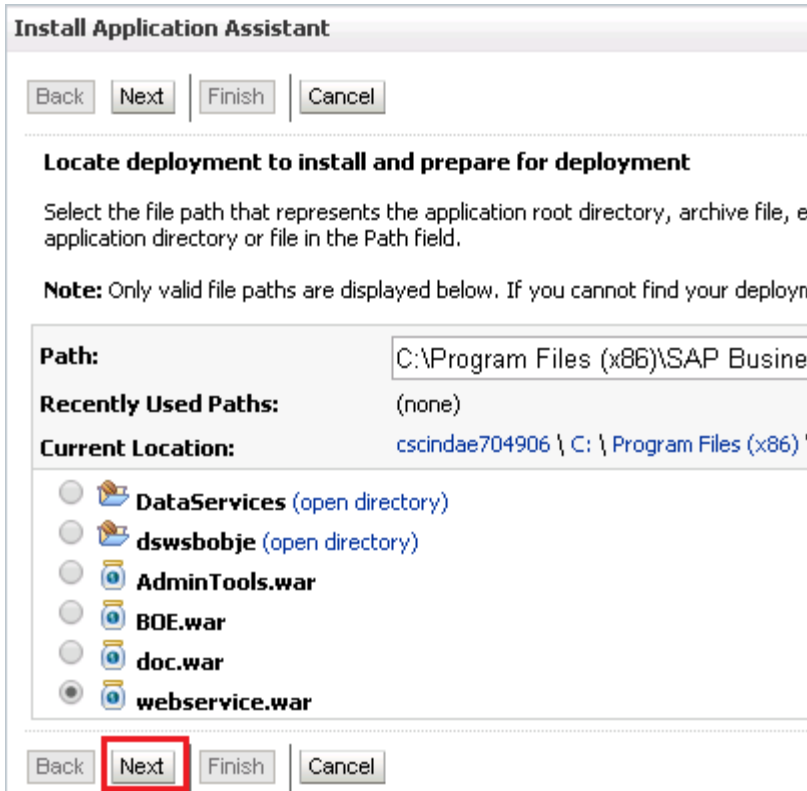 Install Application Assistant
Back Next Finish Cancel
Locate deployment to install and prepare for deployment
Select the file path that represents the application root directory, archive file, e
application directory or file in the Path field.
Note: Only valid file paths are displayed below. If you cannot find your deploym
Path: C:\Program Files (x86)\SAP Busine
Recently Used Paths: (none)
Current Location: cscindae704906 \ C: \ Program Files (x86) \
DataServices (open directory)
dswsbobje (open directory)
AdminTools.war
BOE.war
doc.war
webservice.war
Back Next Finish Cancel